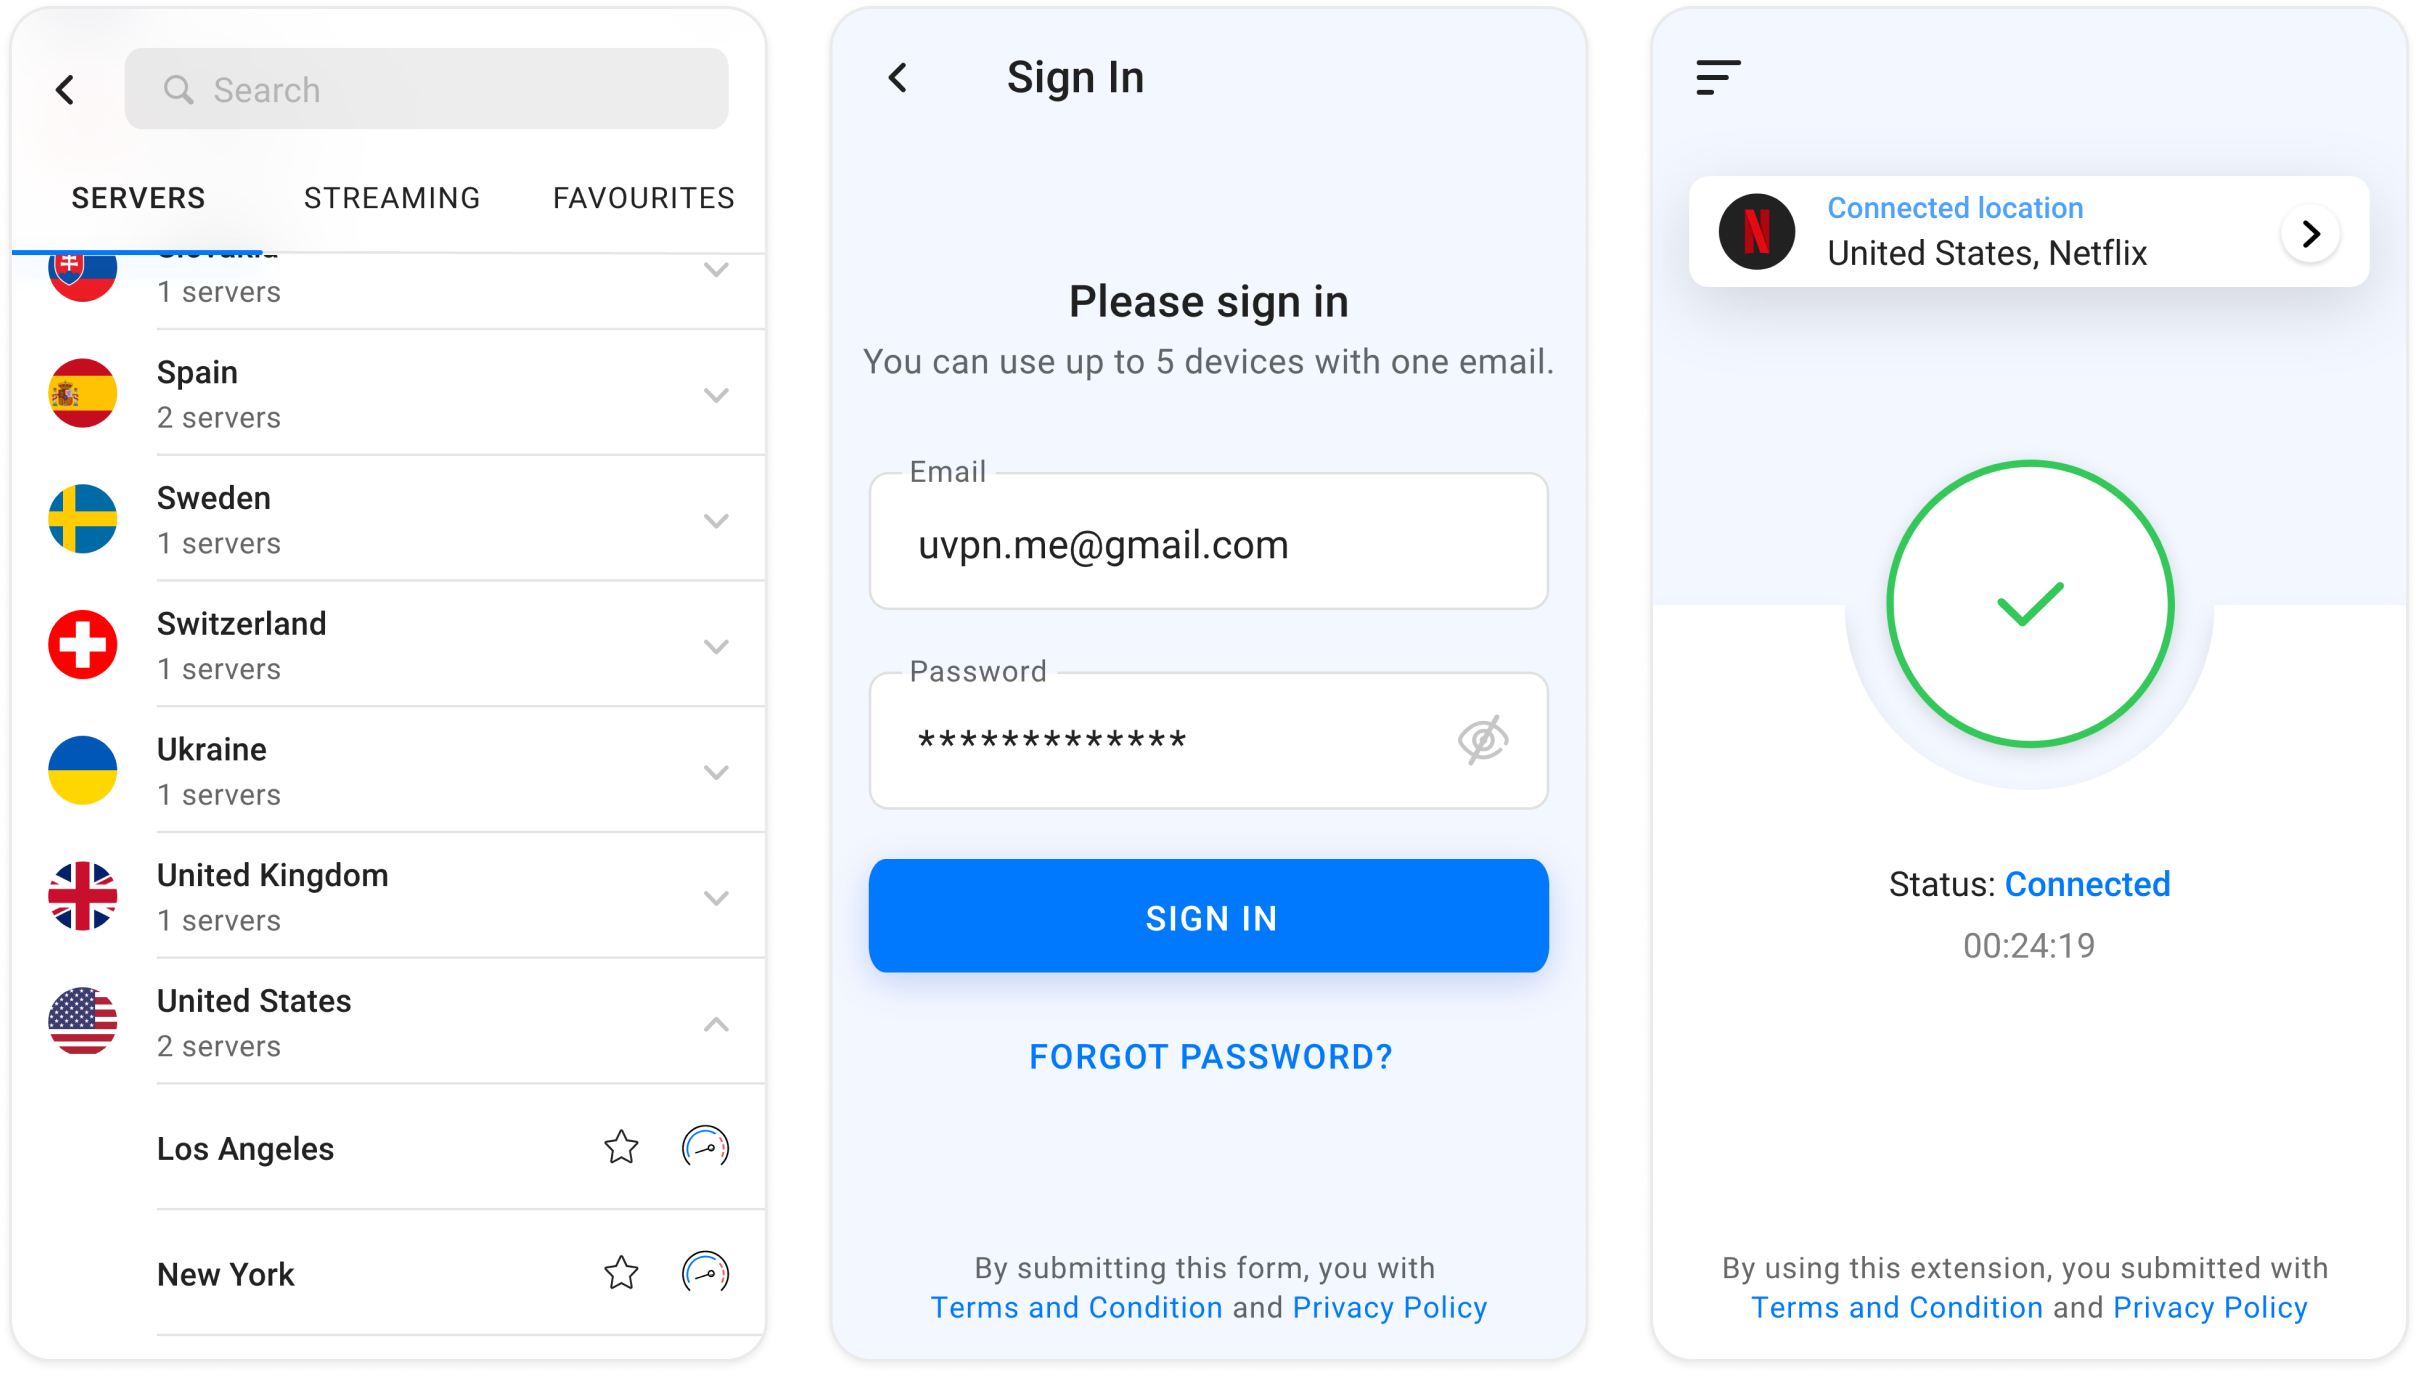 Search
SERVERS
STREAMING
FAVOURITES
Slovakia
1 servers
Spain
2 servers
Sweden
1 servers
Switzerland
1 servers
Ukraine
1 servers
United Kingdom
1 servers
United States
2 servers
Los Angeles
New York
Sign In
Please sign in
You can use up to 5 devices with one email.
Email
uvpn.me@gmail.com
Password
*************
SIGN IN
FORGOT PASSWORD?
By submitting this form, you with
Terms and Condition and Privacy Policy
Connected location
United States, Netflix
N
Status: Connected
00:24:19
By using this extension, you submitted with
Terms and Condition and Privacy Policy